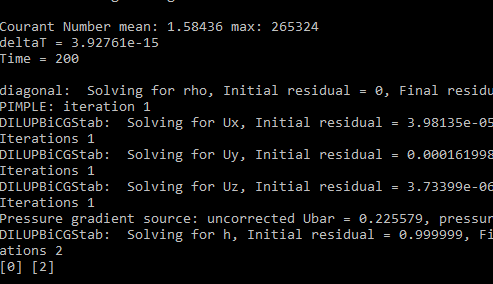 Courant Number mean: 1.58436 max: 265324
deltaT = 3.92761e-15
Time = 200
diagonal:  Solving for rho, Initial residual = 0, Final residu
PIMPLE: iteration 1
DILUPBiCGStab:  Solving for Ux, Initial residual = 3.98135e-05
Iterations 1
DILUPBiCGStab:  Solving for Uy, Initial residual = 0.000161998
Iterations 1
DILUPBiCGStab:  Solving for Uz, Initial residual = 3.73399e-06
Iterations 1
Pressure gradient source: uncorrected Ubar = 0.225579, pressur
DILUPBiCGStab:  Solving for h, Initial residual = 0.999999, Fi
ations 2
[0] [2]